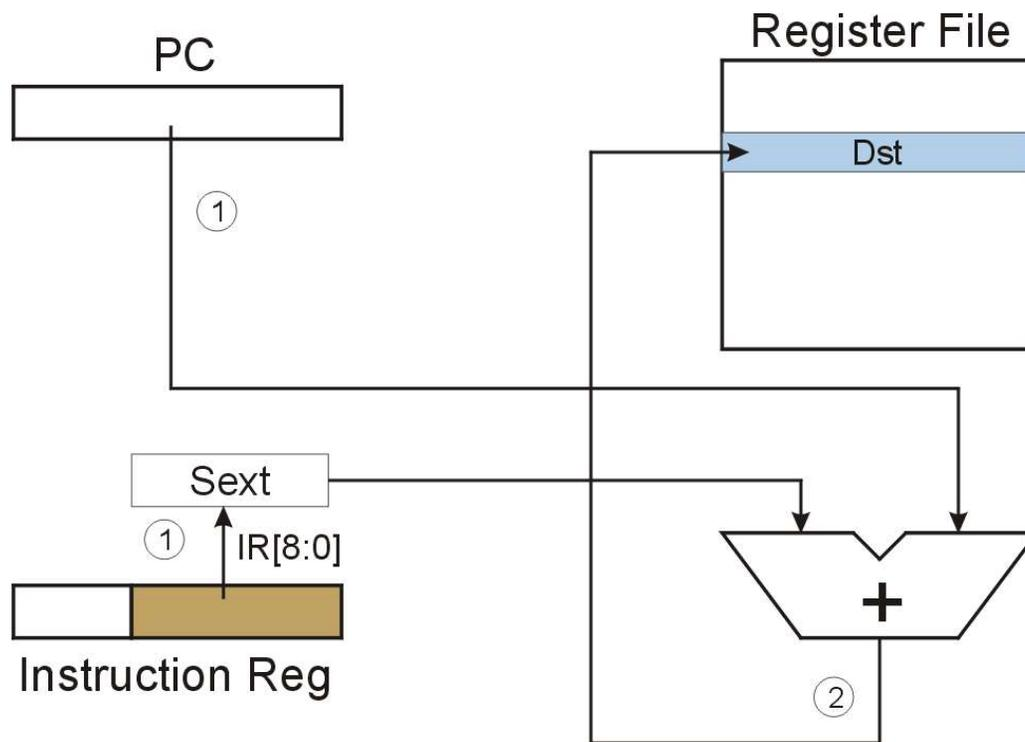 Register File
PC
Dst
1
Sext
1
IR[8:0]
+
Instruction Reg
2